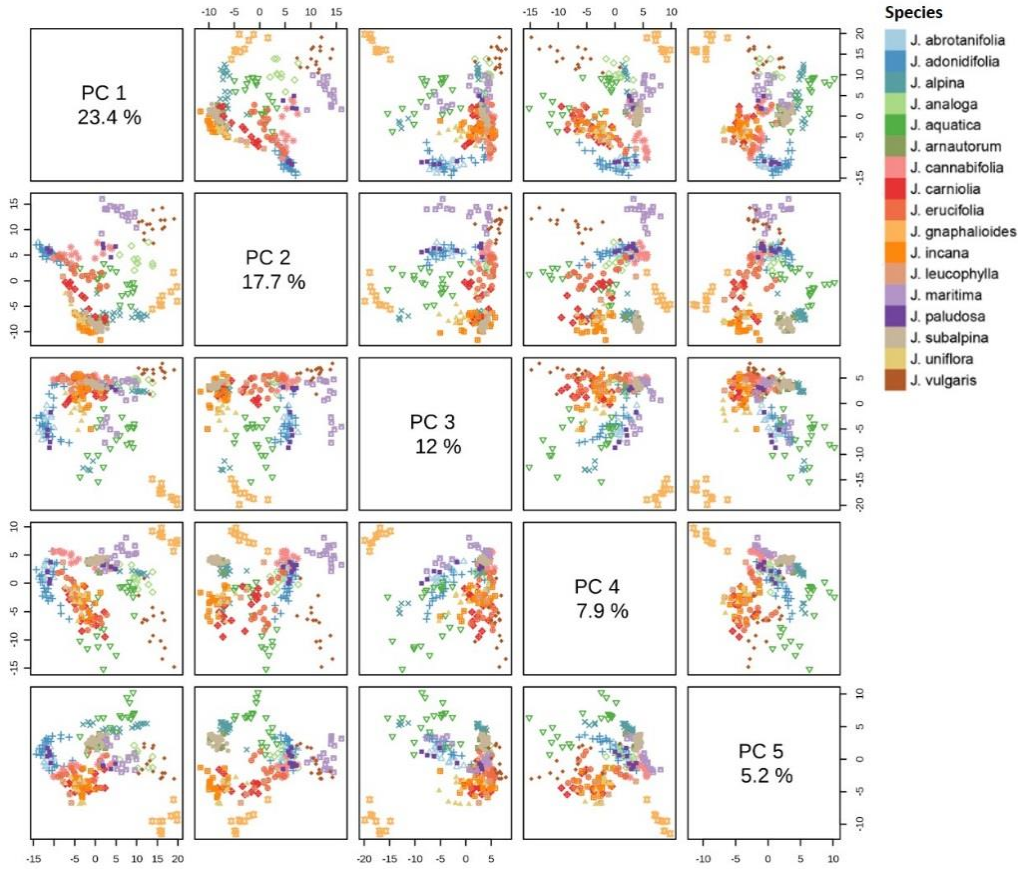 Species
-10 -5 0 5 10 15
-15 -10 -5 0 5 10
J. abrotanifolia
J. adonidifolia
J. alpina
J. analoga
J. aquatica
J. arnautorum
J. cannabifolia
J. carniolia
J. erucifolia
J. gnaphalioides
J. incana
J. leucophylla
J. maritima
J. paludosa
J. subalpina
J. uniflora
J. vulgaris
PC 1
23.4 %
20 15 10 5 0 -5 -15
15 10 5 0 -5 -10
PC 2
17.7 %
PC 3
12 %
5 0 -5 -10 -15 -20
10 5 0 -5 -10 -15
PC 4
7.9 %
PC 5
5.2 %
10 5 0 -5 -10
-15 -5 0 5 10 15 20
-20 -15 -10 -5 0 5
-10 -5 0 5 10